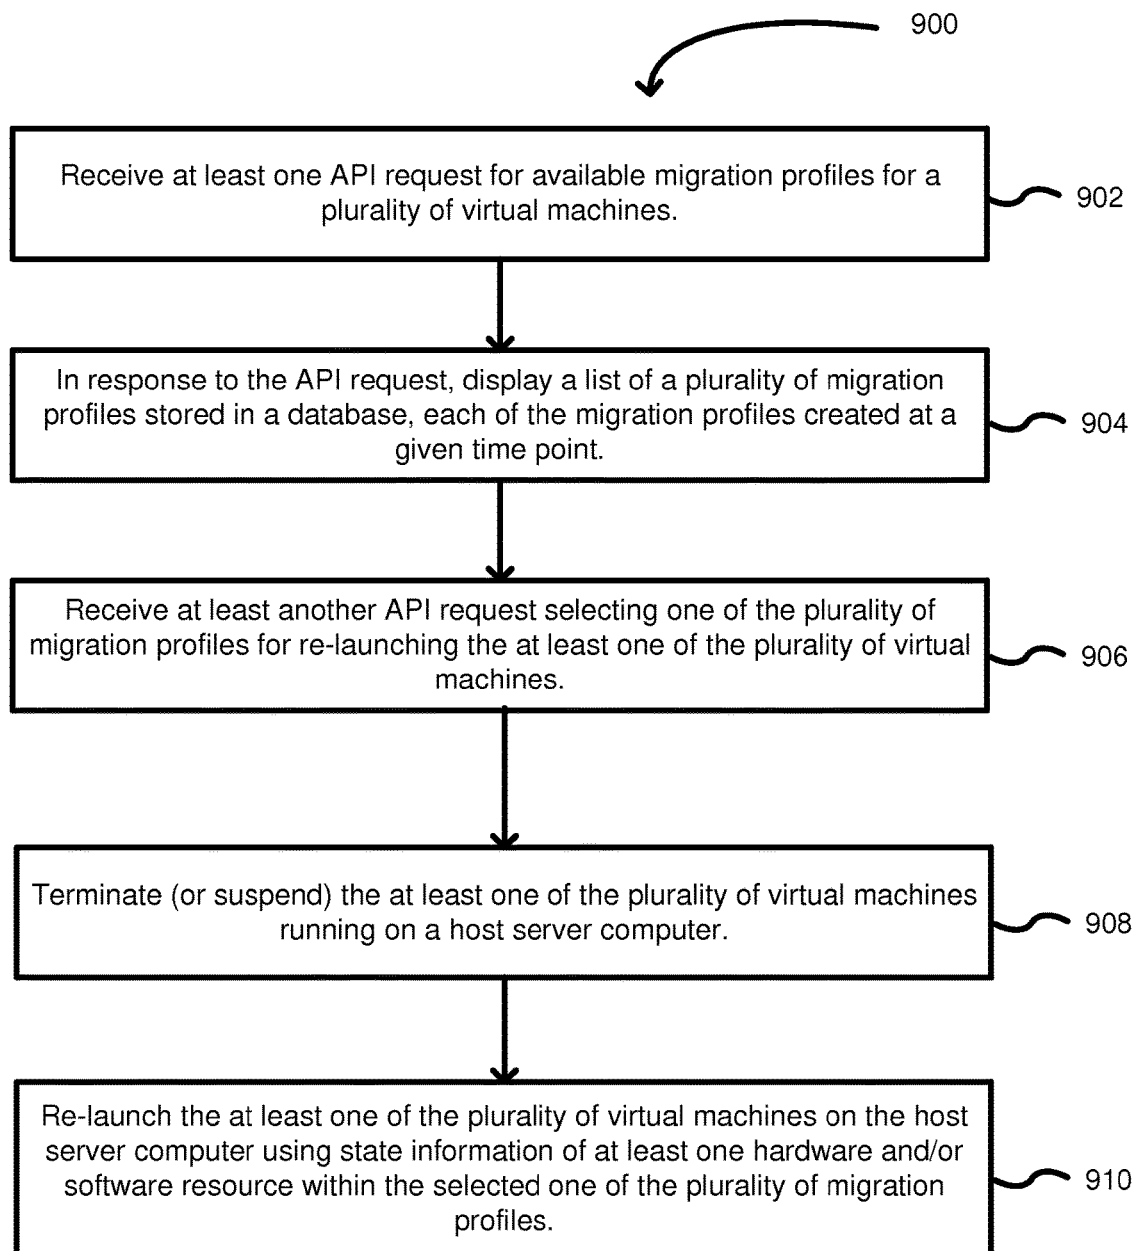 900
Receive at least one API request for available migration profiles for a
plurality of virtual machines.
902
In response to the API request, display a list of a plurality of migration
profiles stored in a database, each of the migration profiles created at a
given time point.
904
Receive at least another API request selecting one of the plurality of
migration profiles for re-launching the at least one of the plurality of virtual
machines.
906
Terminate (or suspend) the at least one of the plurality of virtual machines
running on a host server computer.
908
Re-launch the at least one of the plurality of virtual machines on the host
server computer using state information of at least one hardware and/or
software resource within the selected one of the plurality of migration
profiles.
910